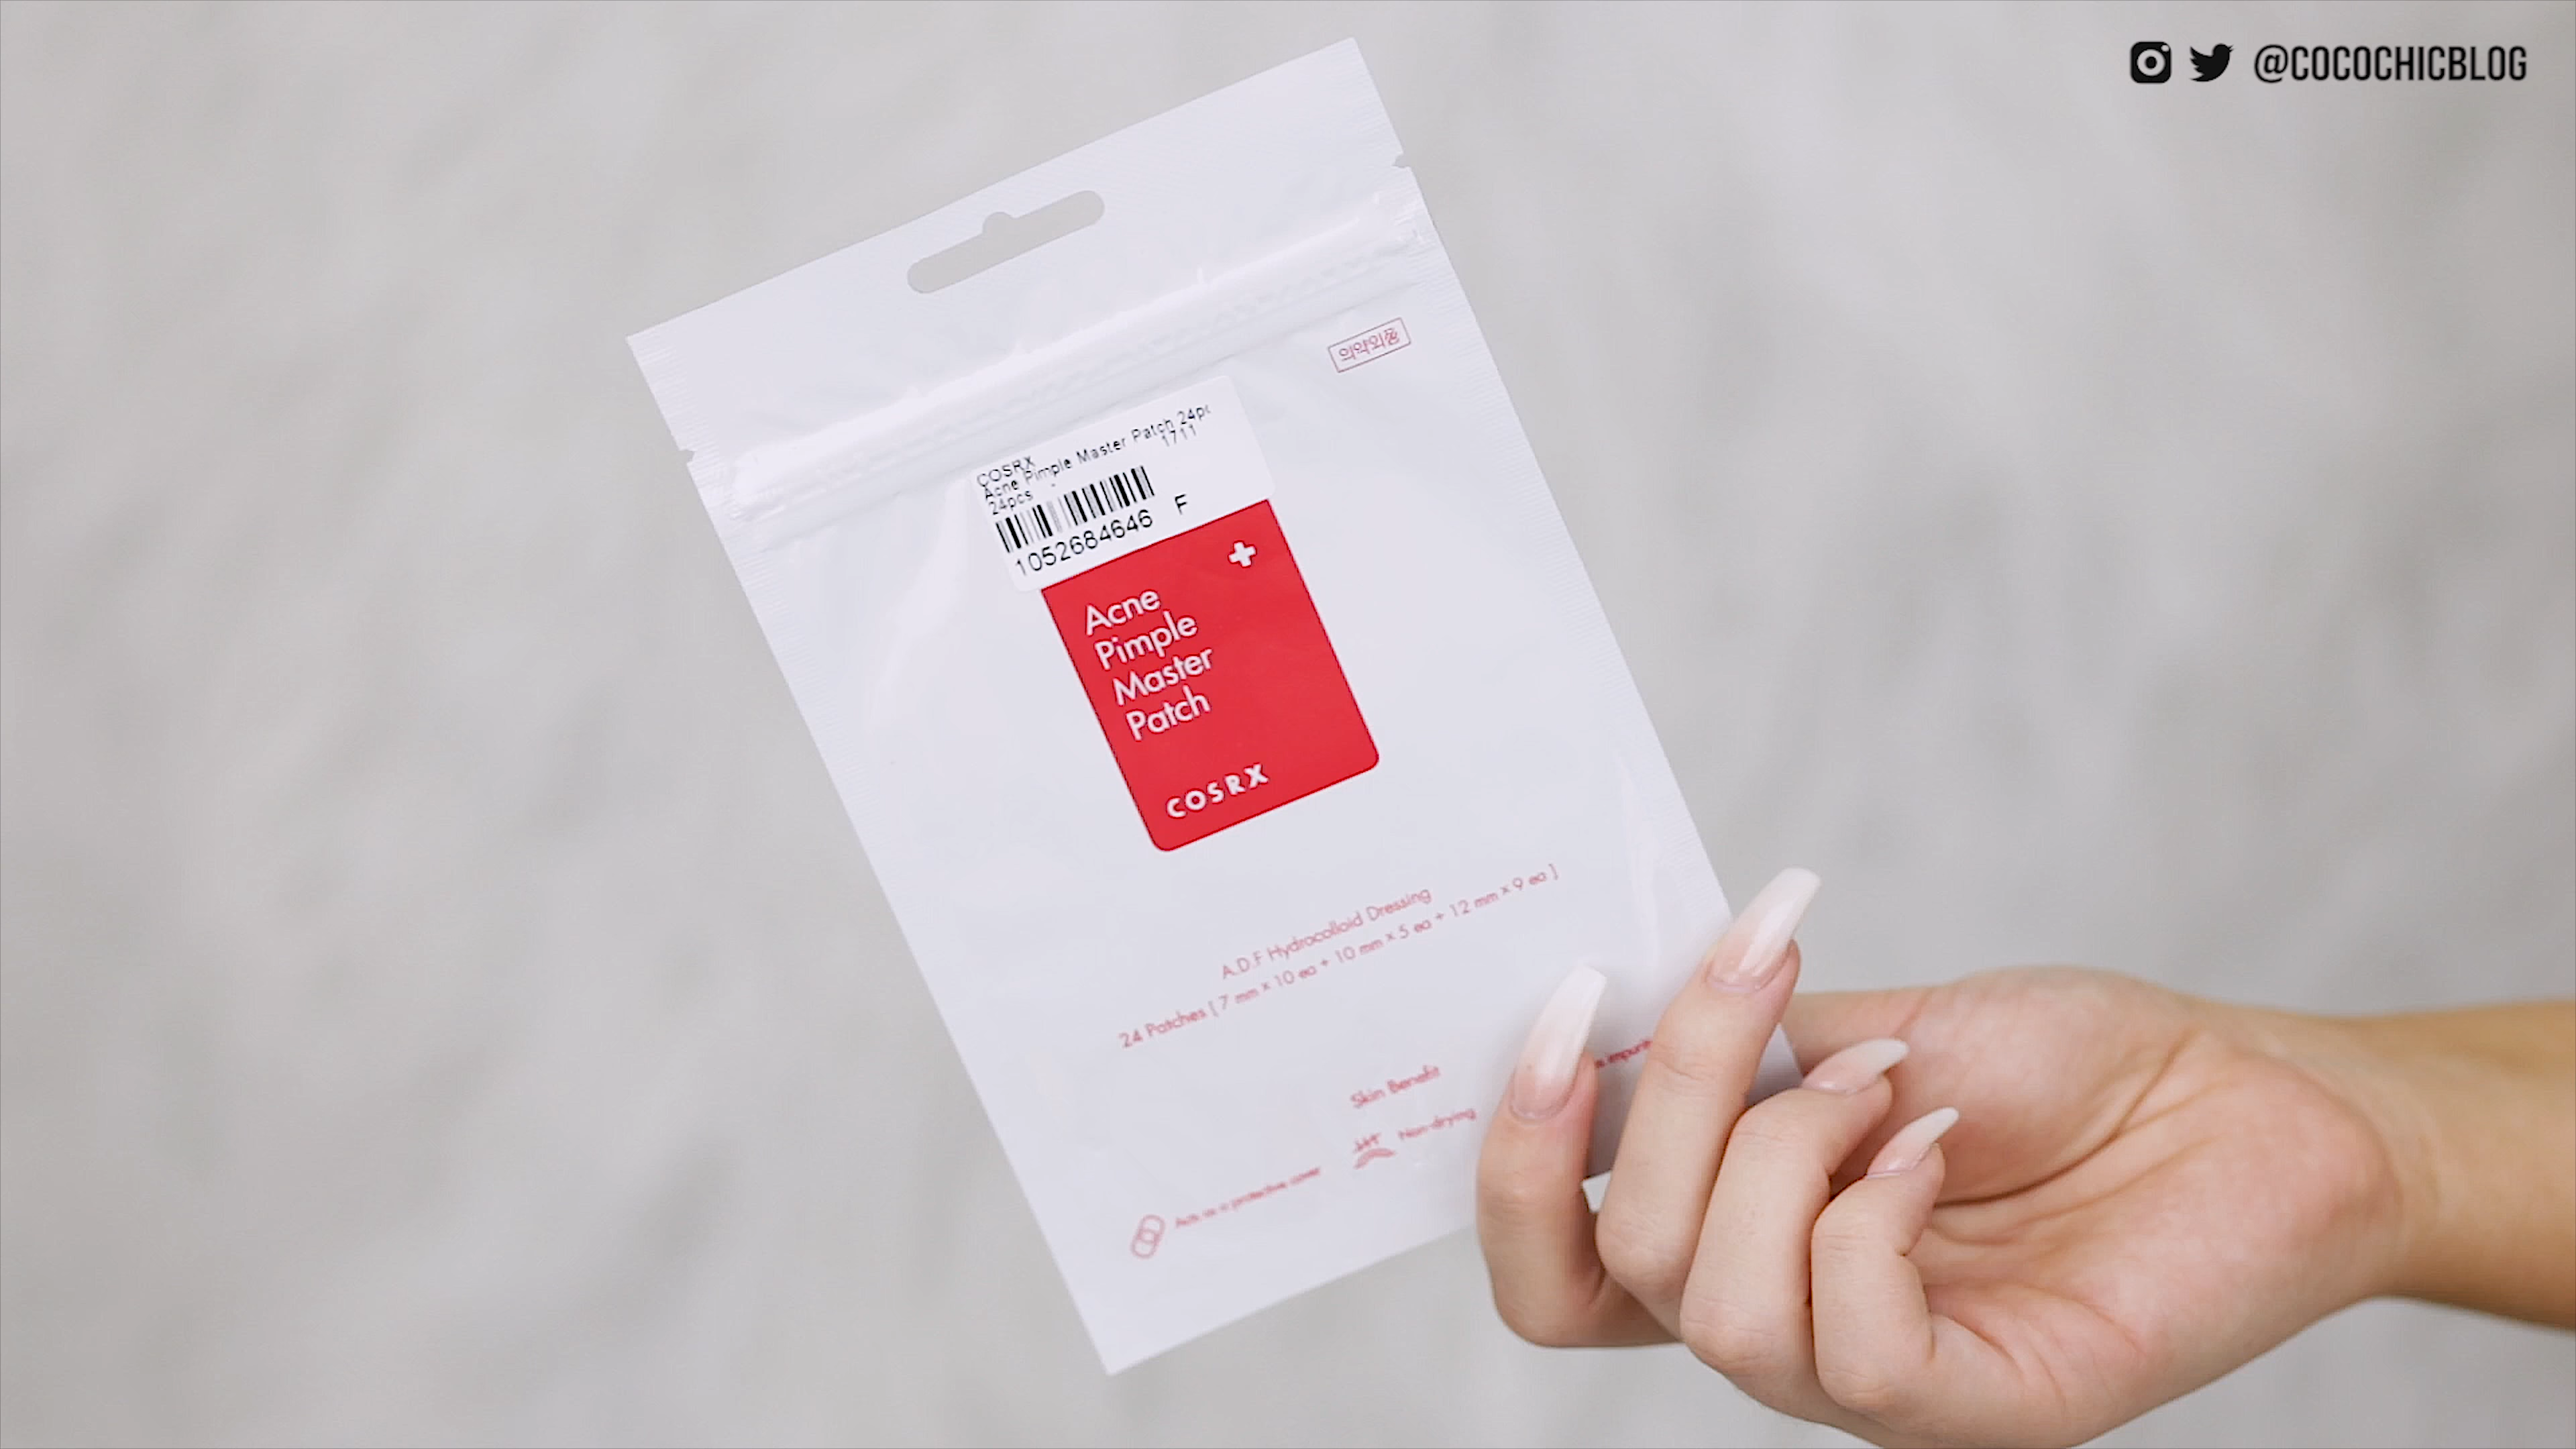 @COCOCHICBLOG
의약외품
COSRX
Acne Pimple Master Patch 24pc
1711
24pcs
1052684646 F
Acne
Pimple
Master
Patch
COSRX
A.D.F Hydrocolloid Dressing
24 Patches [ 7 mm × 10 ea + 10 mm × 5 ea + 12 mm × 9 ea ]
Skin Benefit
Acts as a protective cover
Non-drying